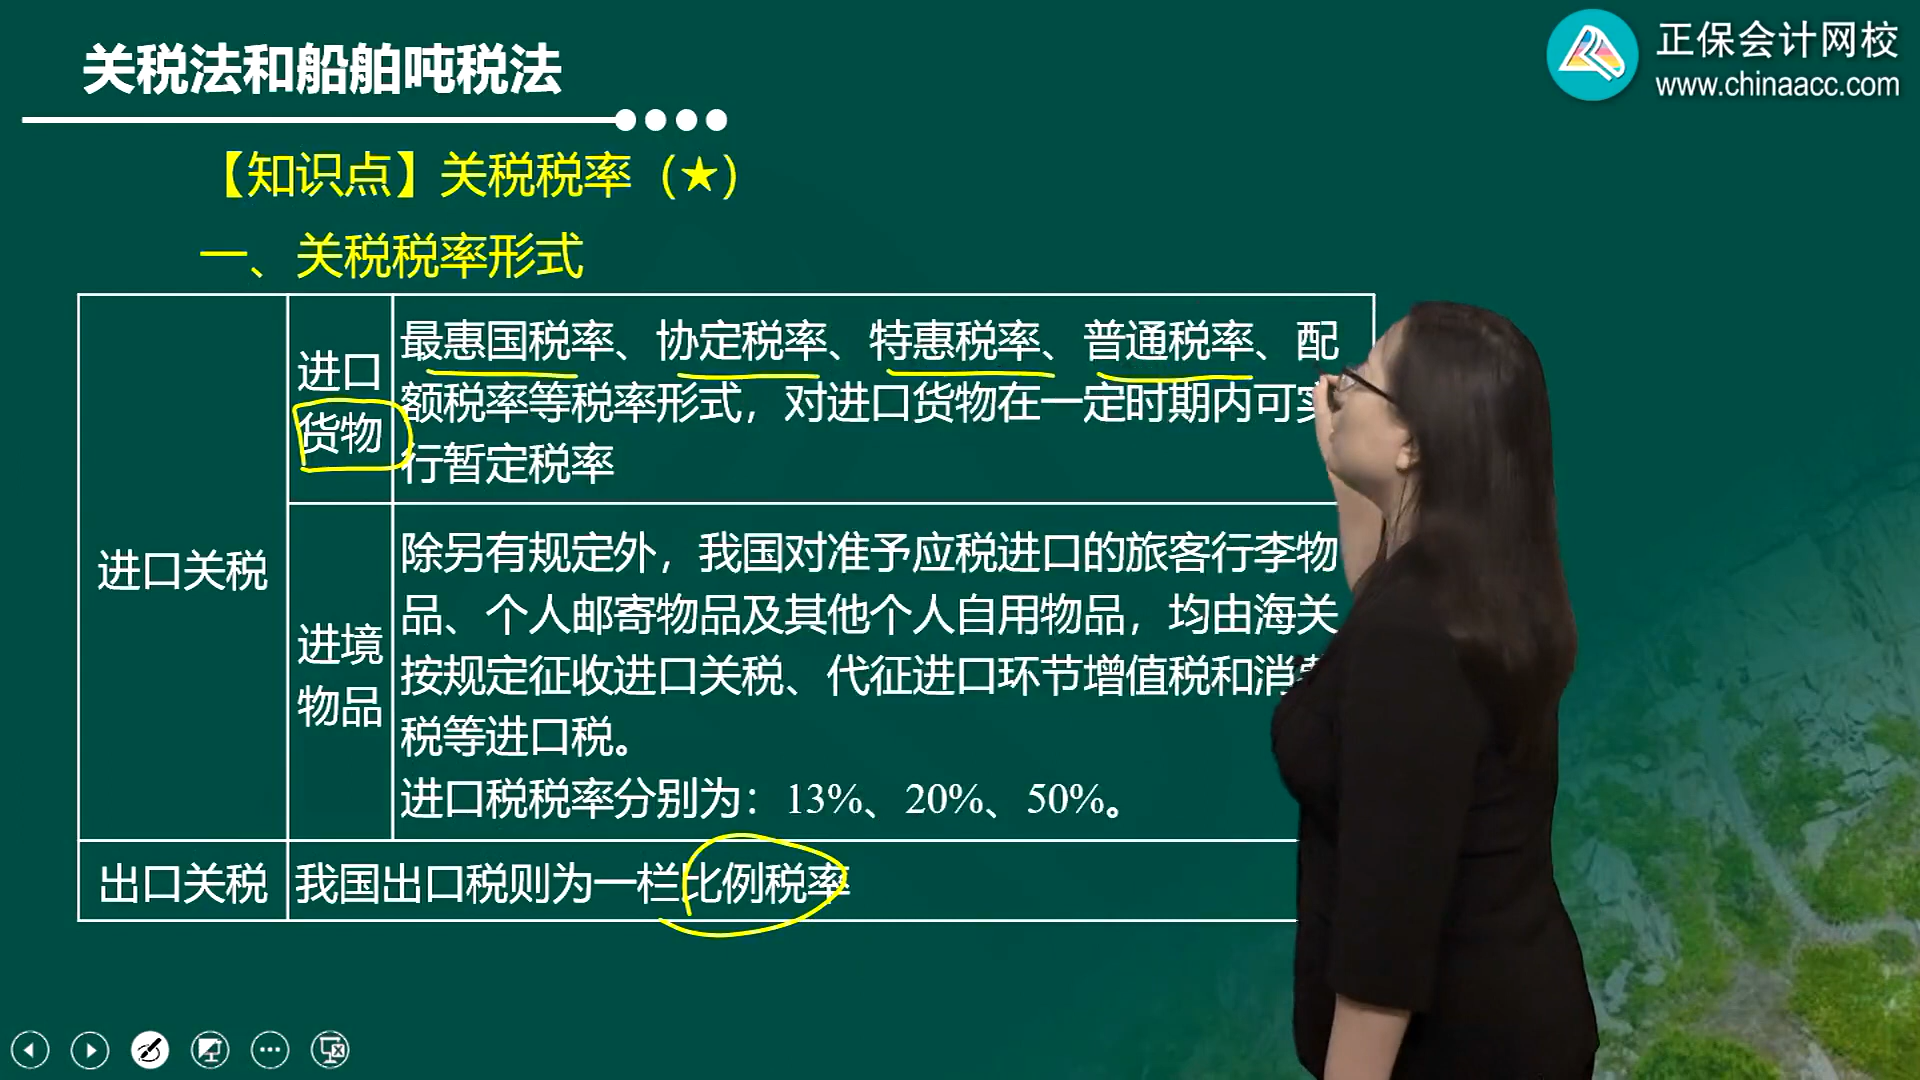 关税法和船舶吨税法
正保会计网校
www.chinaacc.com
【知识点】关税税率（★）
一、关税税率形式
进口关税
进口
货物
最惠国税率、协定税率、特惠税率、普通税率、配
额税率等税率形式，对进口货物在一定时期内可实
行暂定税率
进境
物品
除另有规定外，我国对准予应税进口的旅客行李物
品、个人邮寄物品及其他个人自用物品，均由海关
按规定征收进口关税、代征进口环节增值税和消费
税等进口税。
进口税税率分别为：13%、20%、50%。
出口关税
我国出口税则为一栏比例税率